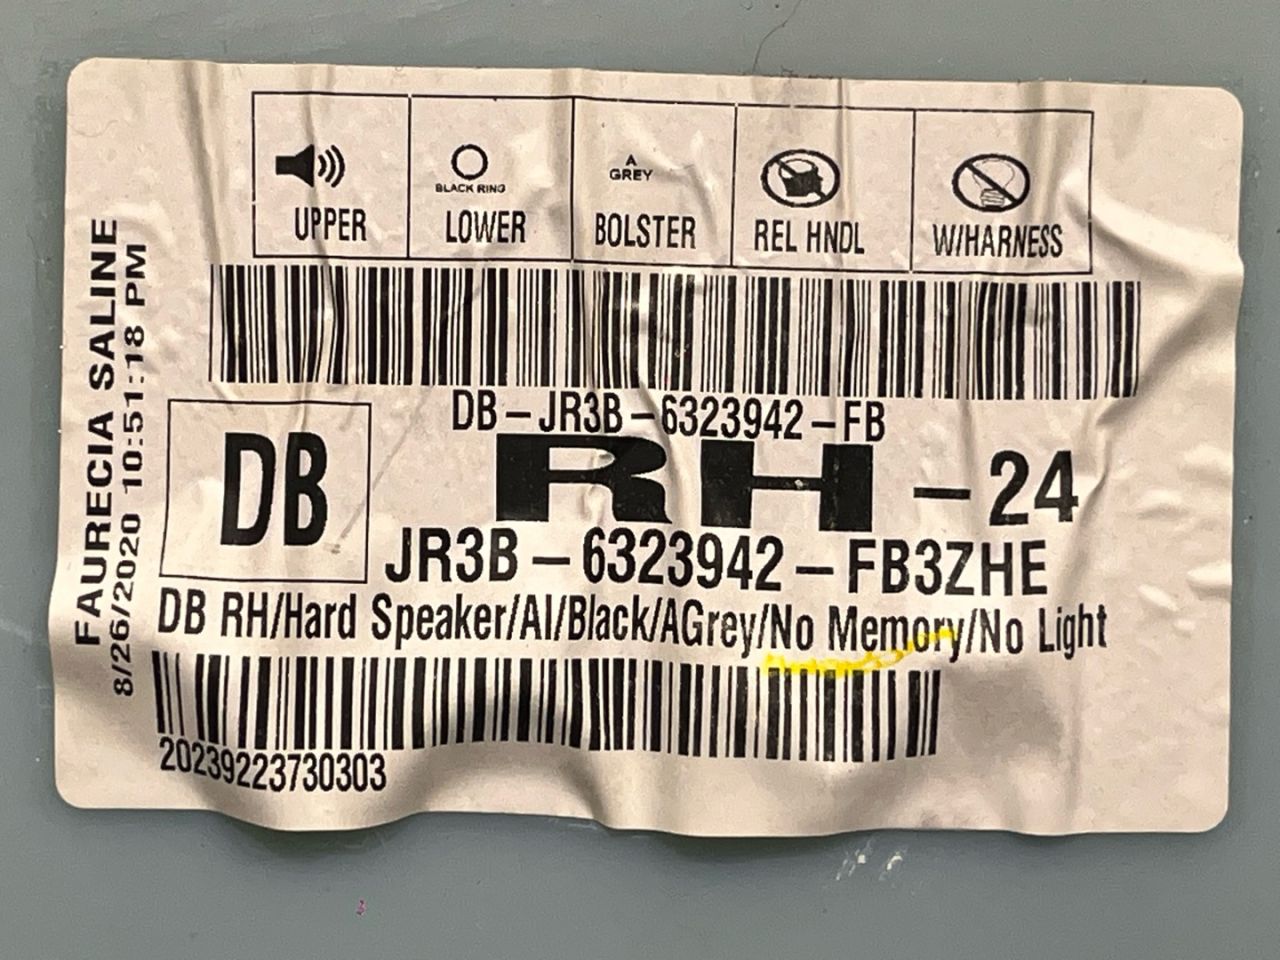 BLACK RING
A
GREY
UPPER
LOWER
BOLSTER
REL HNDL
W/HARNESS
DB-JR3B-6323942-FB
DB
RH -24
JR3B-6323942-FB3ZHE
DB RH/Hard Speaker/Al/Black/AGrey/No Memory/No Light
20239223730303
FAURECIA SALINE
8/26/2020 10:51:18 PM